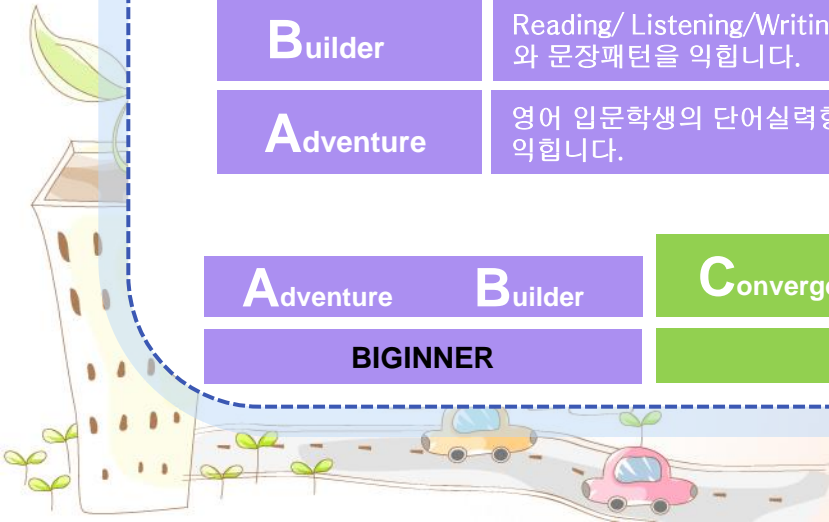 Builder
Reading/ Listening/Writin
와 문장패턴을 익힙니다.
Adventure
영어 입문학생의 단어실력
익힙니다.
Adventure Builder
Converge
BIGINNER